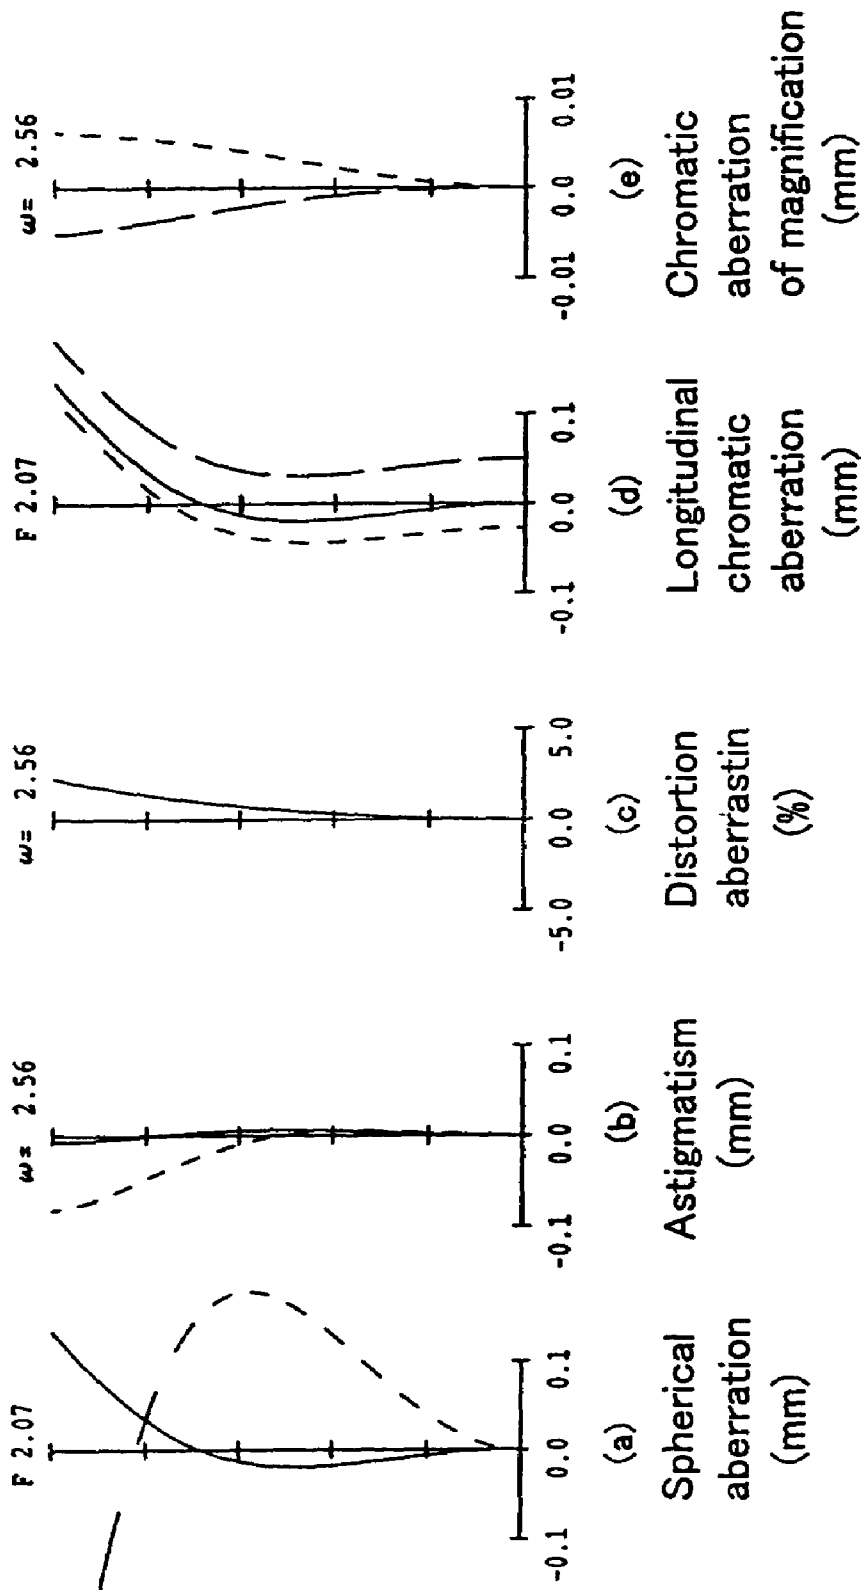 F 2.07
-0.1 0.0 0.1
(a)
Spherical
aberration
(mm)
ω= 2.56
-0.1 0.0 0.1
(b)
Astigmatism
(mm)
ω= 2.56
-5.0 0.0 5.0
(c)
Distortion
aberrastin
(%)
F 2.07
-0.1 0.0 0.1
(d)
Longitudinal
chromatic
aberration
(mm)
ω= 2.56
-0.01 0.0 0.01
(e)
Chromatic
aberration
of magnification
(mm)